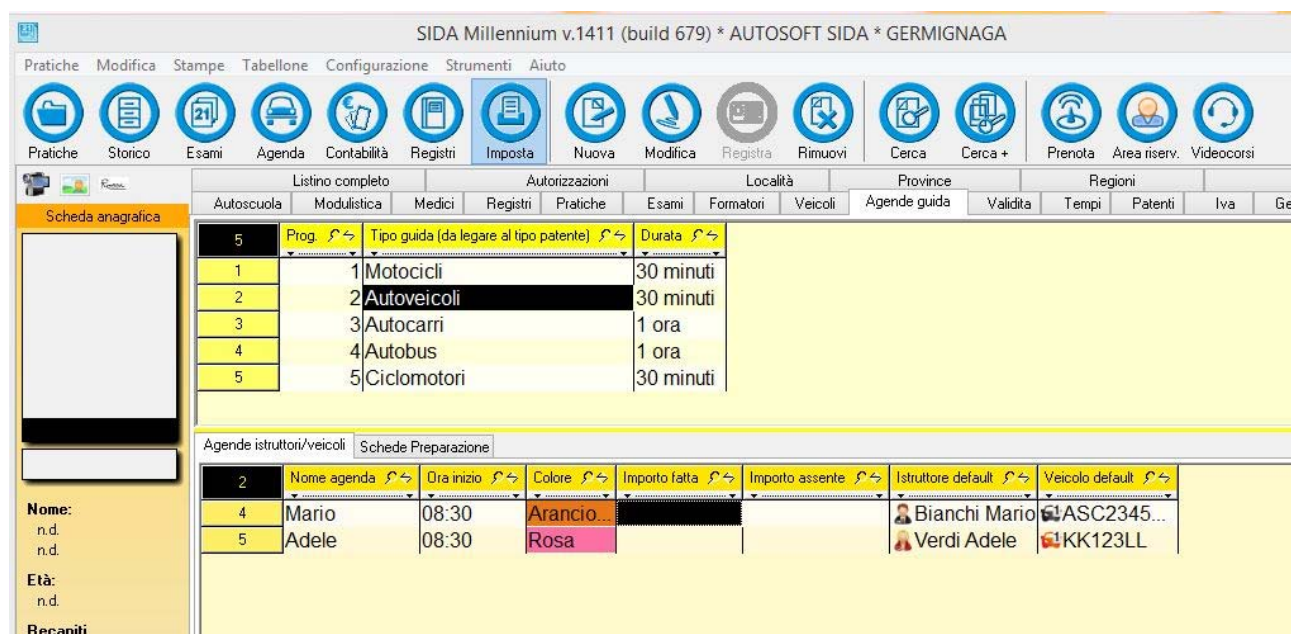 SIDA Millennium v.1411 (build 679) * AUTOSOFT SIDA * GERMIGNAGA
Pratiche Modifica Stampe Tabellone Configurazione Strumenti Aiuto
21 €
Pratiche Storico Esami Agenda Contabilità Registri Imposta Nuova Modifica Registra Rimuovi Cerca Cerca + Prenota Area riserv. Videocorsi
Listino completo Autorizzazioni Località Province Regioni
Autoscuola Modulistica Medici Registri Pratiche Esami Formatori Veicoli Agende guida Validita Tempi Patenti Iva Ge
Scheda anagrafica
5 Prog. Tipo guida (da legare al tipo patente) Durata
1 1 Motocicli 30 minuti
2 2 Autoveicoli 30 minuti
3 3 Autocarri 1 ora
4 4 Autobus 1 ora
5 5 Ciclomotori 30 minuti
Agende istruttori/veicoli Schede Preparazione
2 Nome agenda Ora inizio Colore Importo fatta Importo assente Istruttore default Veicolo default
4 Mario 08:30 Arancio... Bianchi Mario ASC2345...
5 Adele 08:30 Rosa Verdi Adele KK123LL
Nome:
n.d.
n.d.
Età:
n.d.
Recapiti